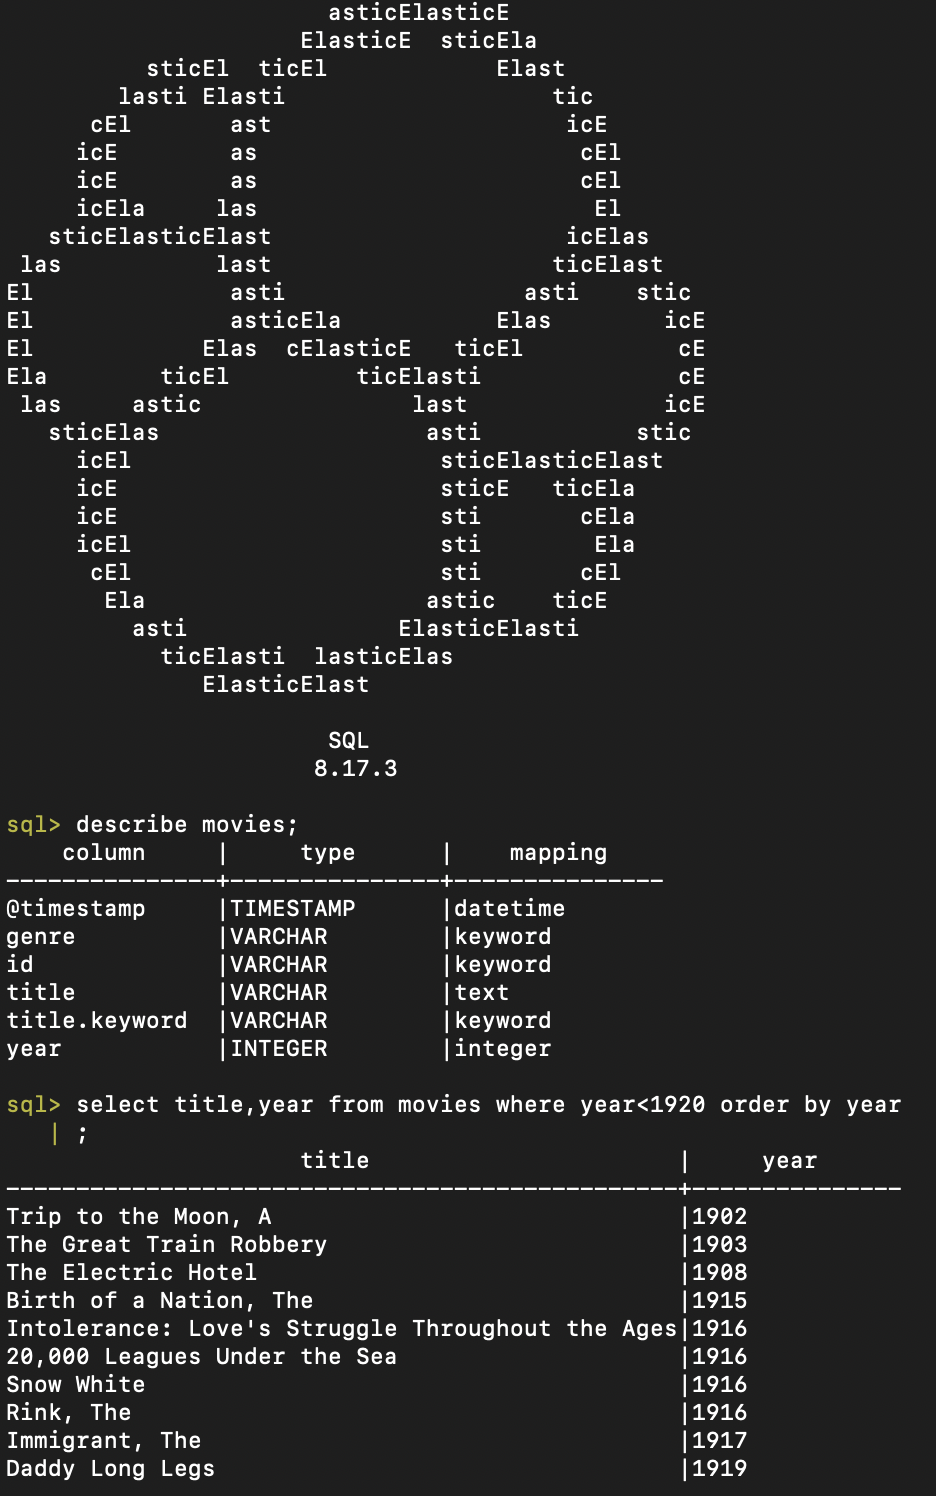 asticElasticE
ElasticE  sticEla
sticEl  ticEl            Elast
lasti Elasti                   tic
cEl       ast                     icE
icE        as                       cEl
icE        as                       cEl
icEla     las                        El
sticElasticElast                     icElas
las           last                    ticElast
El              asti                 asti    stic
El              asticEla           Elas        icE
El            Elas  cElasticE   ticEl           cE
Ela        ticEl         ticElasti              cE
las     astic               last              icE
sticElas                   asti           stic
icEl                      sticElasticElast
icE                       sticE   ticEla
icE                       sti       cEla
icEl                      sti        Ela
cEl                      sti       cEl
Ela                    astic    ticE
asti               ElasticElasti
ticElasti  lasticElas
ElasticElast
SQL
8.17.3
sql> describe movies;
column     |     type      |    mapping
---------------+---------------+---------------
@timestamp     |TIMESTAMP      |datetime
genre          |VARCHAR        |keyword
id             |VARCHAR        |keyword
title          |VARCHAR        |text
title.keyword  |VARCHAR        |keyword
year           |INTEGER        |integer
sql> select title,year from movies where year<1920 order by year
| ;
title                      |     year
------------------------------------------------+---------------
Trip to the Moon, A                             |1902
The Great Train Robbery                         |1903
The Electric Hotel                              |1908
Birth of a Nation, The                          |1915
Intolerance: Love's Struggle Throughout the Ages|1916
20,000 Leagues Under the Sea                    |1916
Snow White                                      |1916
Rink, The                                       |1916
Immigrant, The                                  |1917
Daddy Long Legs                                 |1919